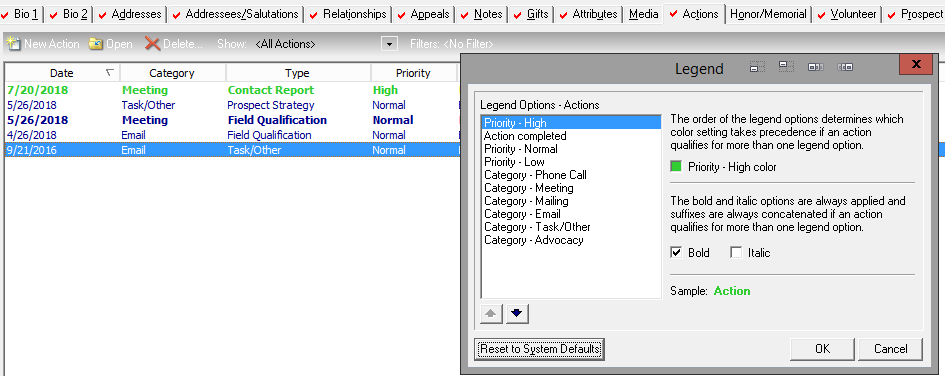 Bio 1 Bio 2 Addresses Addressees/Salutations Relationships Appeals Notes Gifts Attributes Media Actions Honor/Memorial Volunteer Prospect
New Action Open Delete... Show: <All Actions> Filters: <No Filter>
Date Category Type Priority
7/20/2018 Meeting Contact Report High
5/26/2018 Task/Other Prospect Strategy Normal
5/26/2018 Meeting Field Qualification Normal
4/26/2018 Email Field Qualification Normal
9/21/2016 Email Task/Other Normal
Legend
x
Legend Options - Actions
Priority - High
Action completed
Priority - Normal
Priority - Low
Category - Phone Call
Category - Meeting
Category - Mailing
Category - Email
Category - Task/Other
Category - Advocacy
The order of the legend options determines which
color setting takes precedence if an action
qualifies for more than one legend option.
Priority - High color
The bold and italic options are always applied and
suffixes are always concatenated if an action
qualifies for more than one legend option.
Bold Italic
Sample: Action
Reset to System Defaults OK Cancel